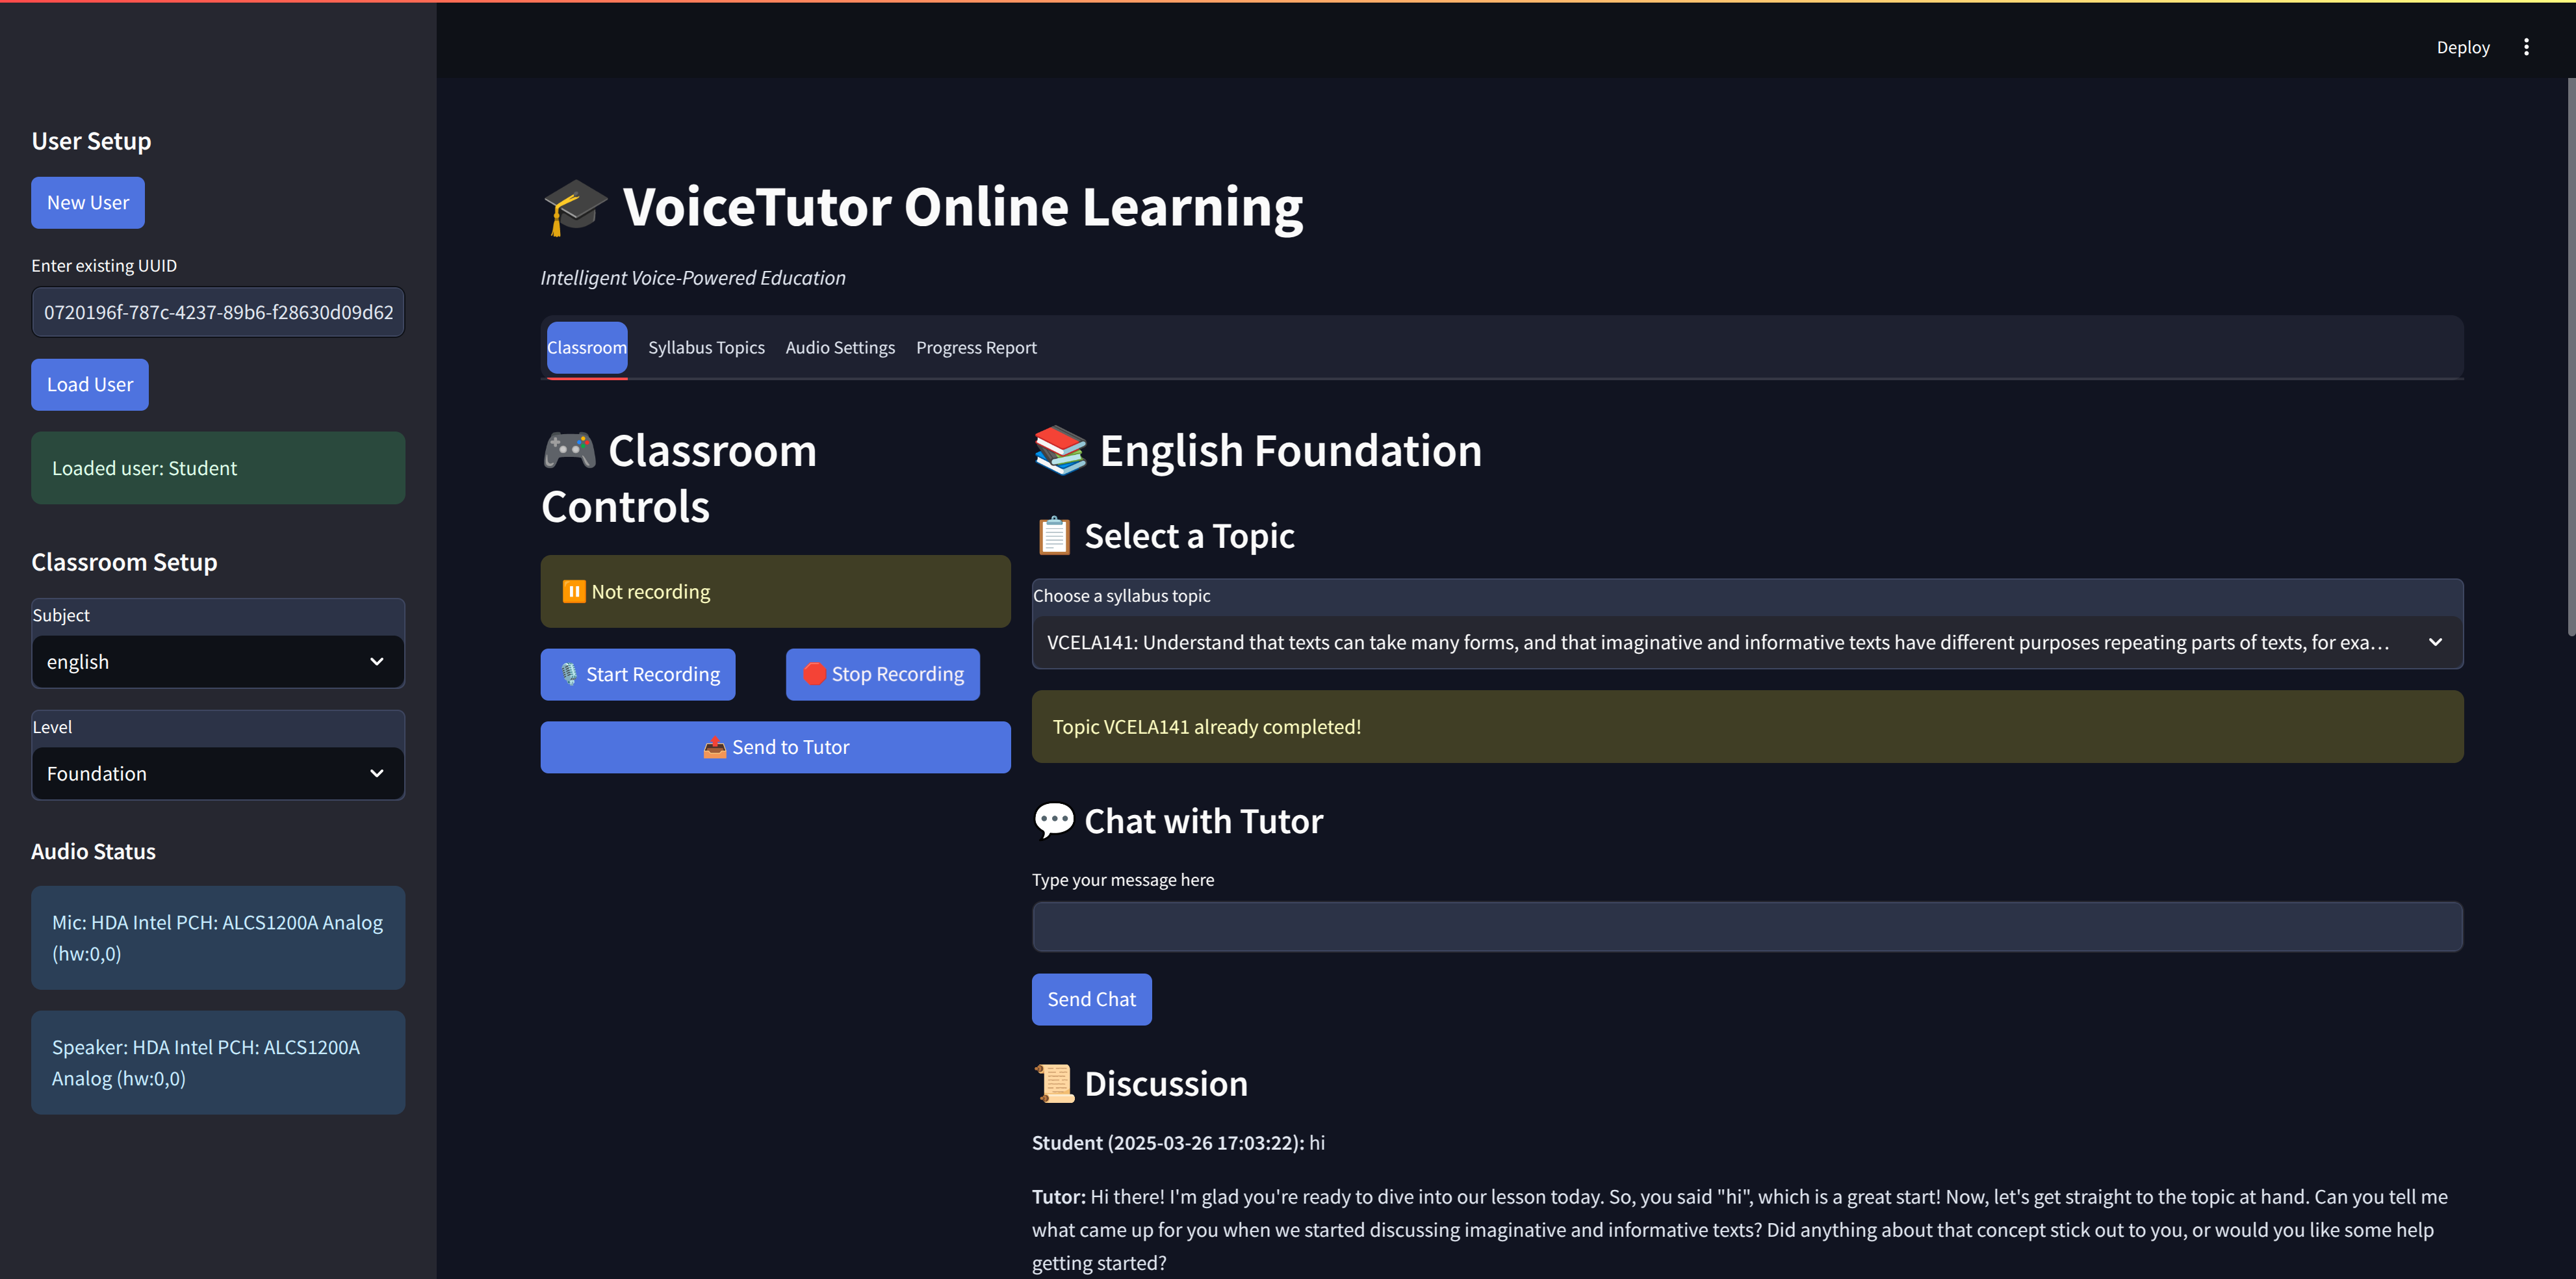 Deploy
User Setup
New User
Enter existing UUID
0720196f-787c-4237-89b6-f28630d09d62
Load User
Loaded user: Student
Classroom Setup
Subject
english
Level
Foundation
Audio Status
Mic: HDA Intel PCH: ALCS1200A Analog
(hw:0,0)
Speaker: HDA Intel PCH: ALCS1200A
Analog (hw:0,0)
VoiceTutor Online Learning
Intelligent Voice-Powered Education
Classroom
Syllabus Topics
Audio Settings
Progress Report
Classroom
Controls
Not recording
Start Recording
Stop Recording
Send to Tutor
English Foundation
Select a Topic
Choose a syllabus topic
VCELA141: Understand that texts can take many forms, and that imaginative and informative texts have different purposes repeating parts of texts, for exa...
Topic VCELA141 already completed!
Chat with Tutor
Type your message here
Send Chat
Discussion
Student (2025-03-26 17:03:22): hi
Tutor: Hi there! I'm glad you're ready to dive into our lesson today. So, you said "hi", which is a great start! Now, let's get straight to the topic at hand. Can you tell me
what came up for you when we started discussing imaginative and informative texts? Did anything about that concept stick out to you, or would you like some help
getting started?